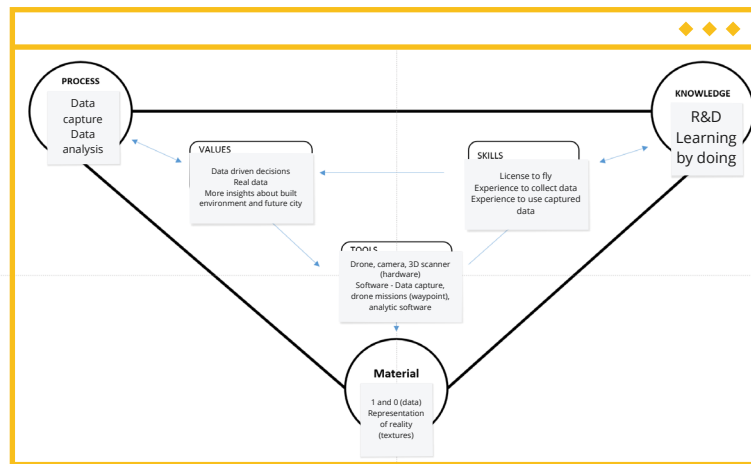 PROCESS
Data
capture
Data
analysis
KNOWLEDGE
R&D
Learning
by doing
VALUES
Data driven decisions
Real data
More insights about built
environment and future city
SKILLS
License to fly
Experience to collect data
Experience to use captured
data
TOOLS
Drone, camera, 3D scanner
(hardware)
Software - Data capture,
drone missions (waypoint),
analytic software
Material
1 and 0 (data)
Representation
of reality
(textures)